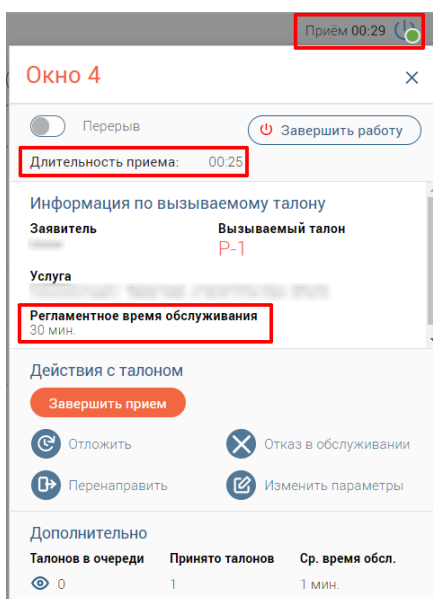 Приём 00:29
Окно 4
Перерыв
Завершить работу
Длительность приема: 00:25
Информация по вызываемому талону
Заявитель Вызываемый талон
P-1
Услуга
Регламентное время обслуживания
30 мин.
Действия с талоном
Завершить прием
Отложить Отказ в обслуживании
Перенаправить Изменить параметры
Дополнительно
Талонов в очереди Принято талонов Ср. время обсл.
0 1 1 мин.